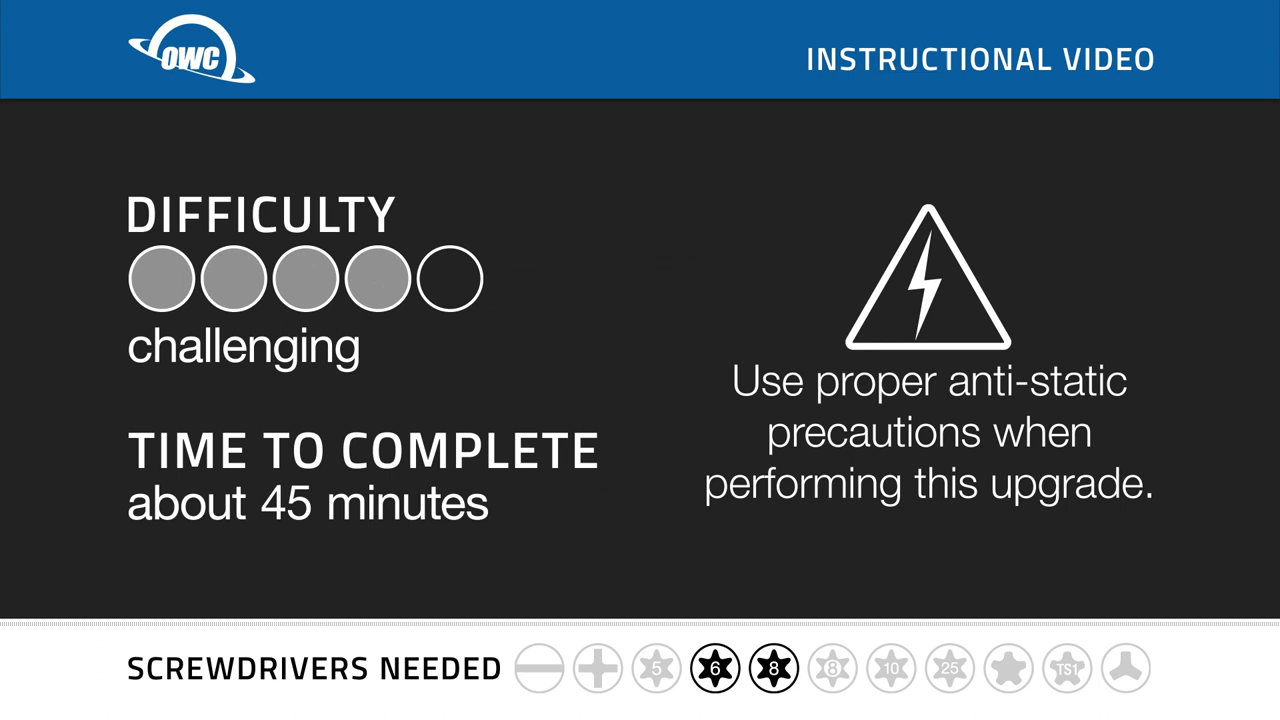 OWC
INSTRUCTIONAL VIDEO
DIFFICULTY
challenging
TIME TO COMPLETE
about 45 minutes
Use proper anti-static
precautions when
performing this upgrade.
SCREWDRIVERS NEEDED 5 6 8 8 10 25 TS1